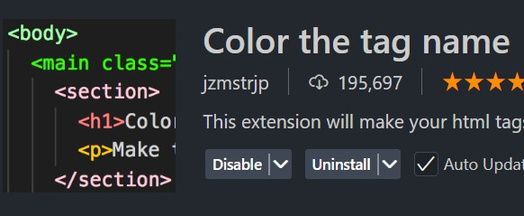 <body>
<main class="
<section>
<h1>Color
<p>Make
</section>
Color the tag name
jzmstrjp 195,697
This extension will make your html tags
Disable Uninstall Auto Updat